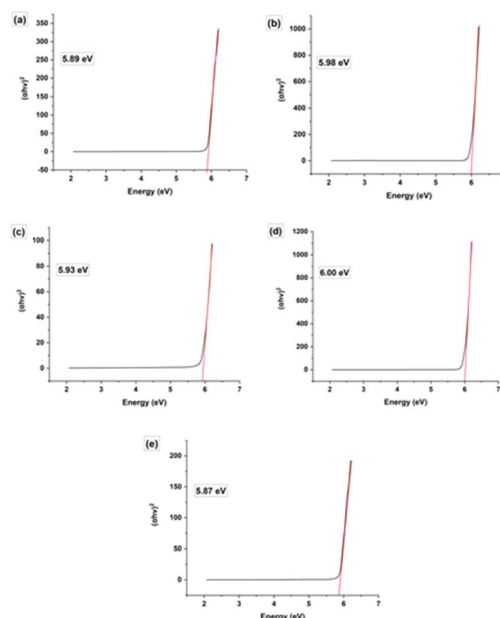 (a)
5.89 eV
(αhν)²
350
300
250
200
150
100
50
0
-50
2 3 4 5 6 7
Energy (eV)
(b)
5.98 eV
(αhν)²
1000
800
600
400
200
0
2 3 4 5 6 7
Energy (eV)
(c)
5.93 eV
(αhν)²
100
80
60
40
20
0
2 3 4 5 6 7
Energy (eV)
(d)
6.00 eV
(αhν)²
1200
1000
800
600
400
200
0
2 3 4 5 6 7
Energy (eV)
(e)
5.87 eV
(αhν)²
200
150
100
50
0
2 3 4 5 6 7
Energy (eV)